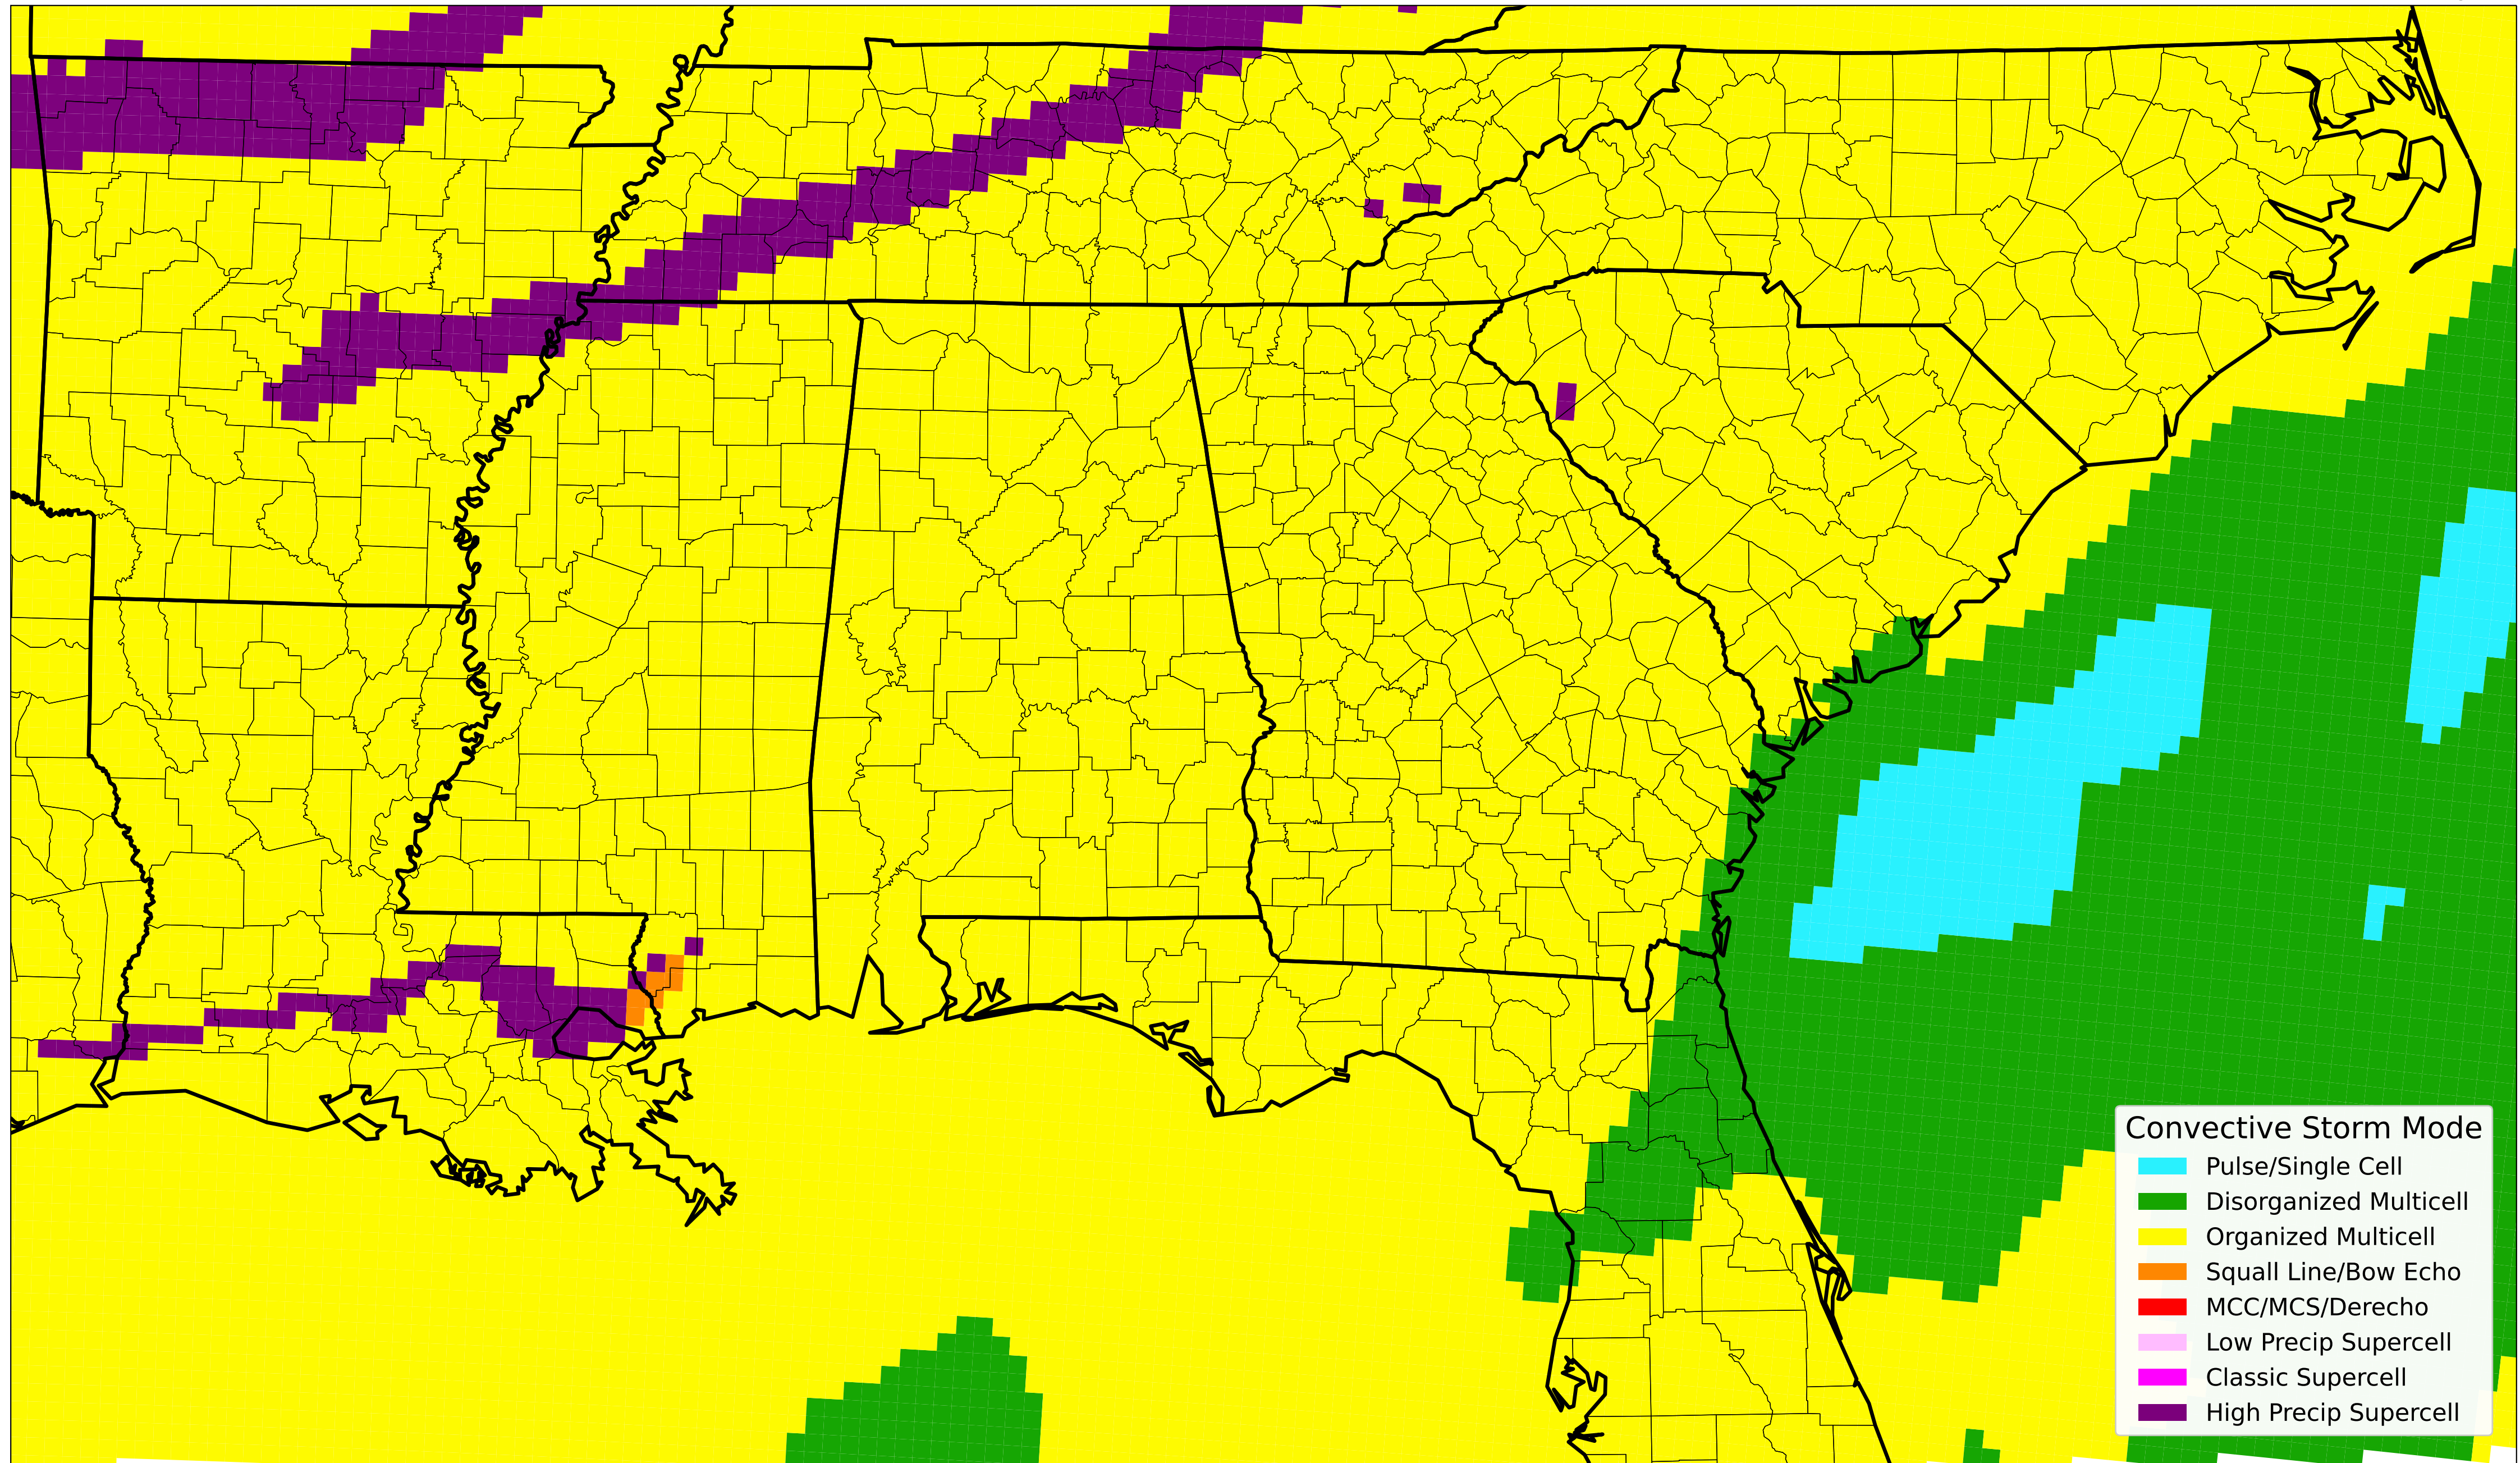 Convective Storm Mode
Pulse/Single Cell
Disorganized Multicell
Organized Multicell
Squall Line/Bow Echo
MCC/MCS/Derecho
Low Precip Supercell
Classic Supercell
High Precip Supercell